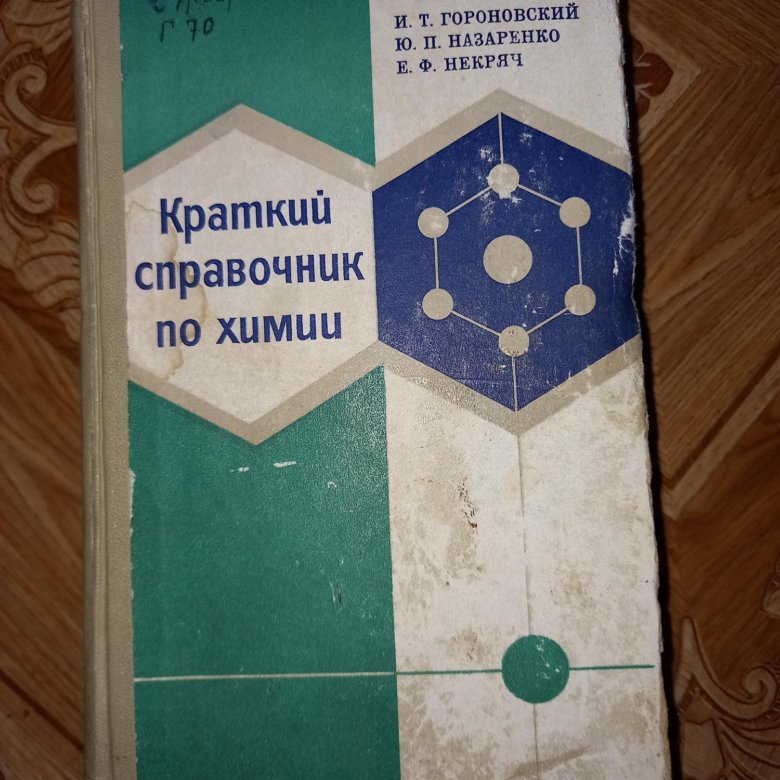 Г 70
И. Т. ГОРОНОВСКИЙ
Ю. П. НАЗАРЕНКО
Е. Ф. НЕКРЯЧ
Краткий
справочник
по химии